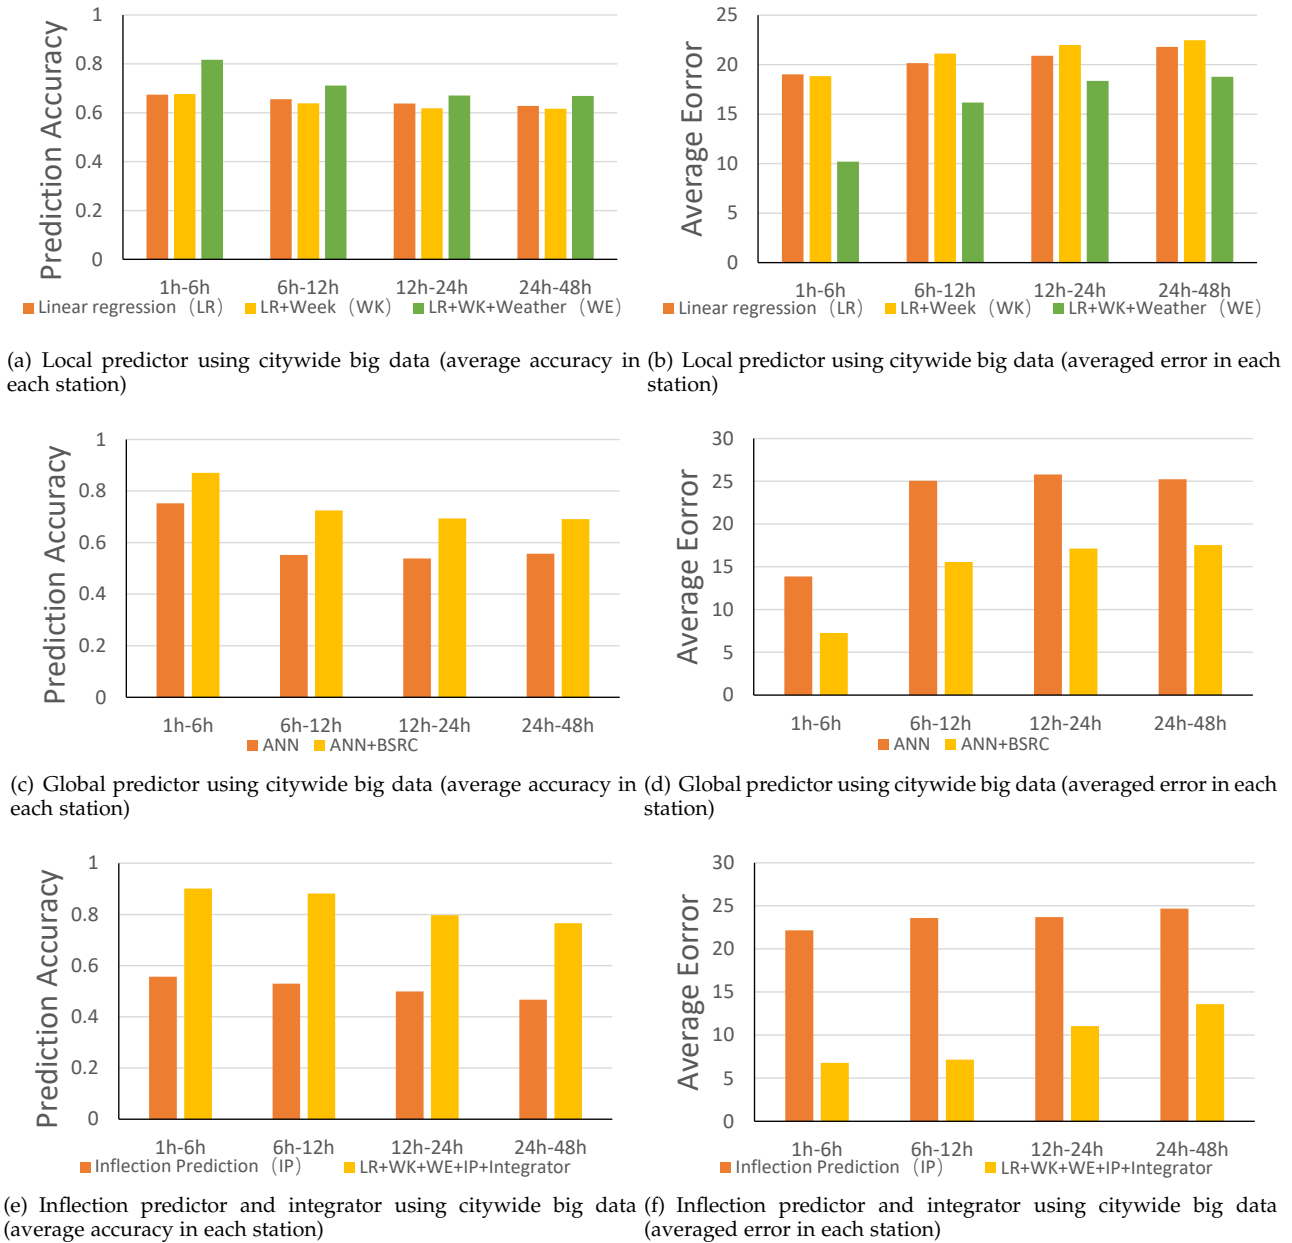 Prediction Accuracy
1
0.8
0.6
0.4
0.2
0
1h-6h 6h-12h 12h-24h 24h-48h
Linear regression （LR） LR+Week （WK） LR+WK+Weather （WE）
Average Eorror
25
20
15
10
5
0
1h-6h 6h-12h 12h-24h 24h-48h
Linear regression （LR） LR+Week （WK） LR+WK+Weather （WE）
(a) Local predictor using citywide big data (average accuracy in
each station)
(b) Local predictor using citywide big data (averaged error in each
station)
Prediction Accuracy
1
0.8
0.6
0.4
0.2
0
1h-6h 6h-12h 12h-24h 24h-48h
ANN ANN+BSRC
Average Eorror
30
25
20
15
10
5
0
1h-6h 6h-12h 12h-24h 24h-48h
ANN ANN+BSRC
(c) Global predictor using citywide big data (average accuracy in
each station)
(d) Global predictor using citywide big data (averaged error in each
station)
Prediction Accuracy
1
0.8
0.6
0.4
0.2
0
1h-6h 6h-12h 12h-24h 24h-48h
Inflection Prediction （IP） LR+WK+WE+IP+Integrator
Average Eorror
30
25
20
15
10
5
0
1h-6h 6h-12h 12h-24h 24h-48h
Inflection Prediction （IP） LR+WK+WE+IP+Integrator
(e) Inflection predictor and integrator using citywide big data
(average accuracy in each station)
(f) Inflection predictor and integrator using citywide big data
(averaged error in each station)